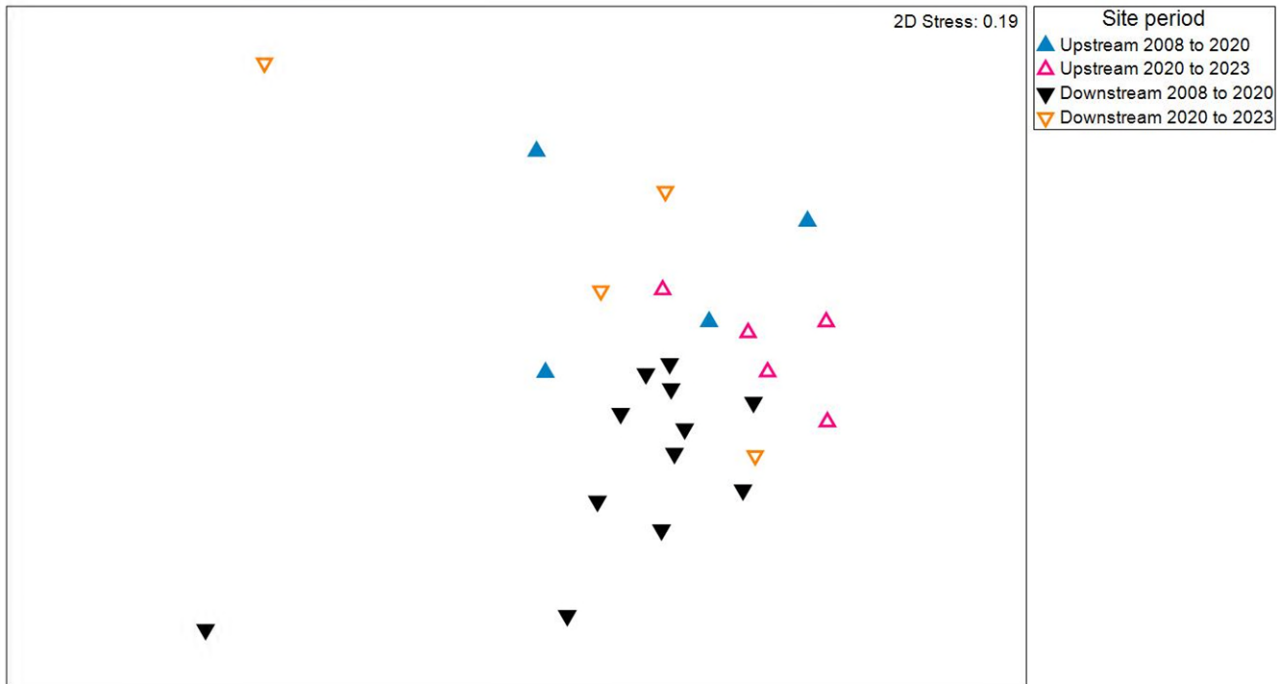 2D Stress: 0.19
Site period
Upstream 2008 to 2020
Upstream 2020 to 2023
Downstream 2008 to 2020
Downstream 2020 to 2023